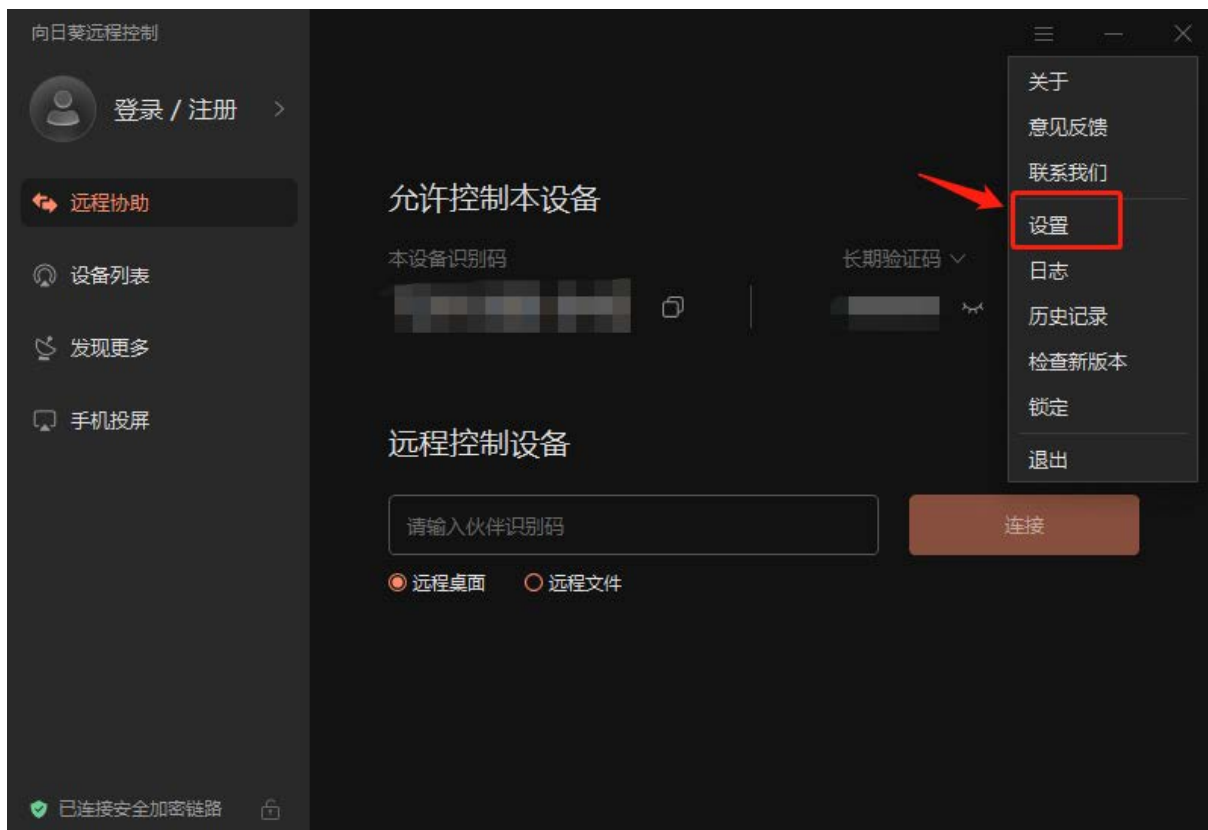 向日葵远程控制
登录 / 注册
远程协助
设备列表
发现更多
手机投屏
已连接安全加密链路
允许控制本设备
本设备识别码
长期验证码
远程控制设备
请输入伙伴识别码
连接
远程桌面
远程文件
关于
意见反馈
联系我们
设置
日志
历史记录
检查新版本
锁定
退出